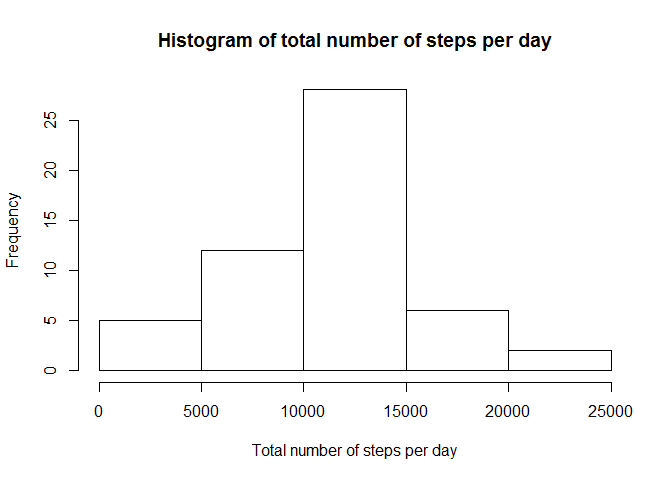 Histogram of total number of steps per day
Frequency
25
20
15
10
5
0
0 5000 10000 15000 20000 25000
Total number of steps per day